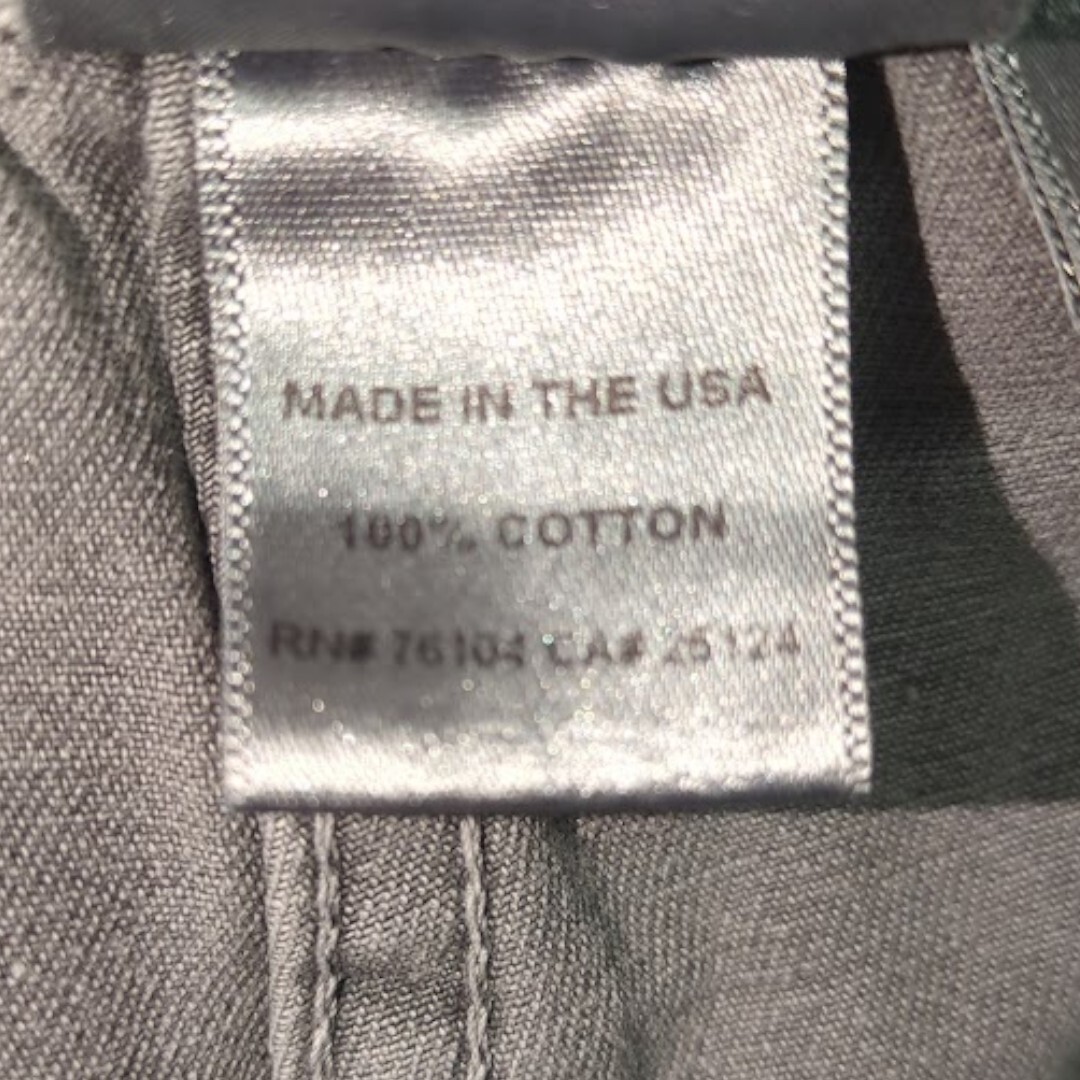 MADE IN THE USA
100% COTTON
RN# 76104 CA# 25124